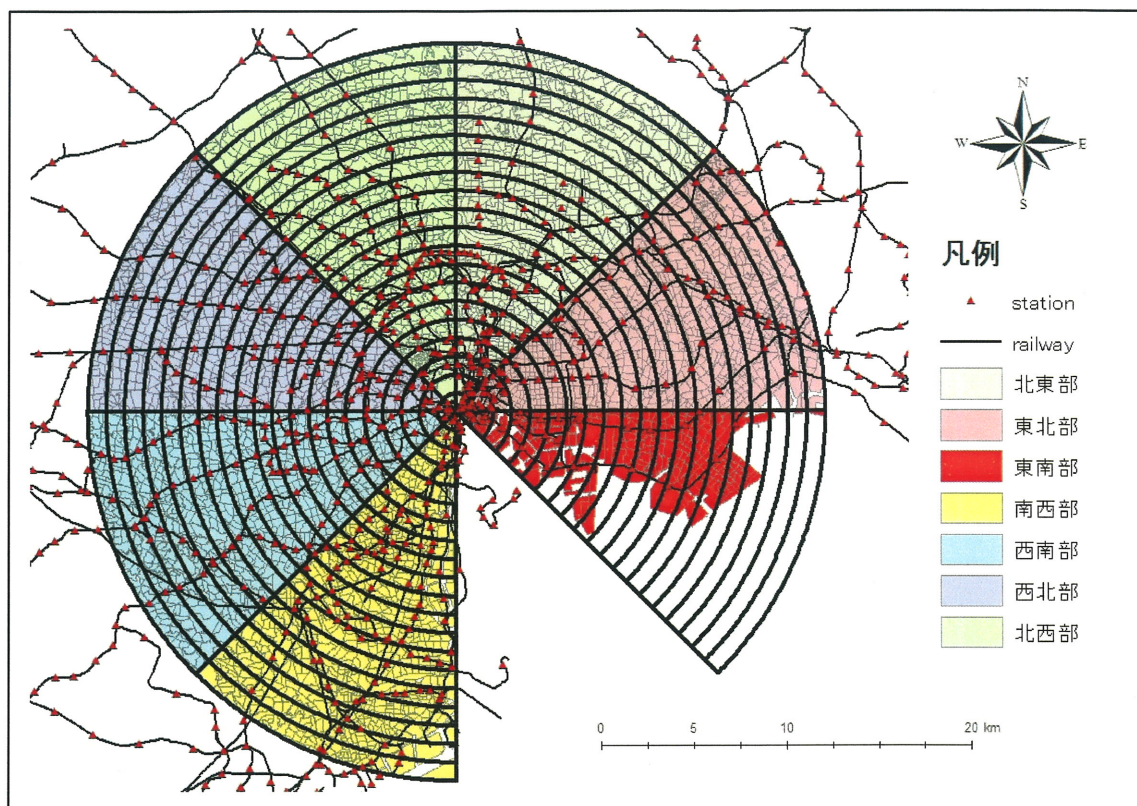 N
W E
S
凡例
station
railway
北東部
東北部
東南部
南西部
西南部
西北部
北西部
0 5 10 20 km